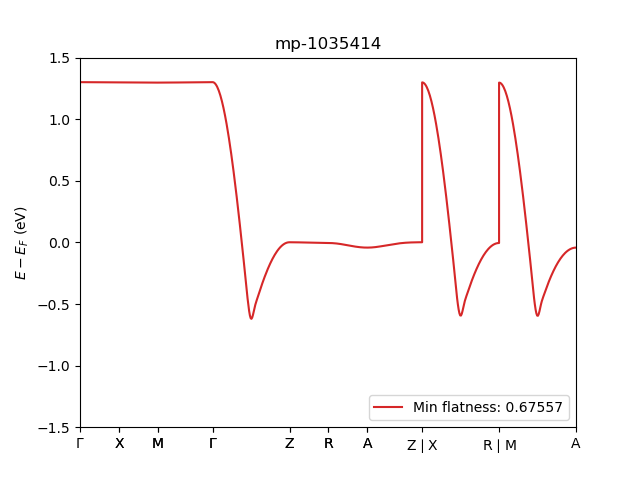 mp-1035414
E − E_F (eV)
1.5
1.0
0.5
0.0
−0.5
−1.0
−1.5
Min flatness: 0.67557
Γ X M Γ Z R A Z | X R | M A